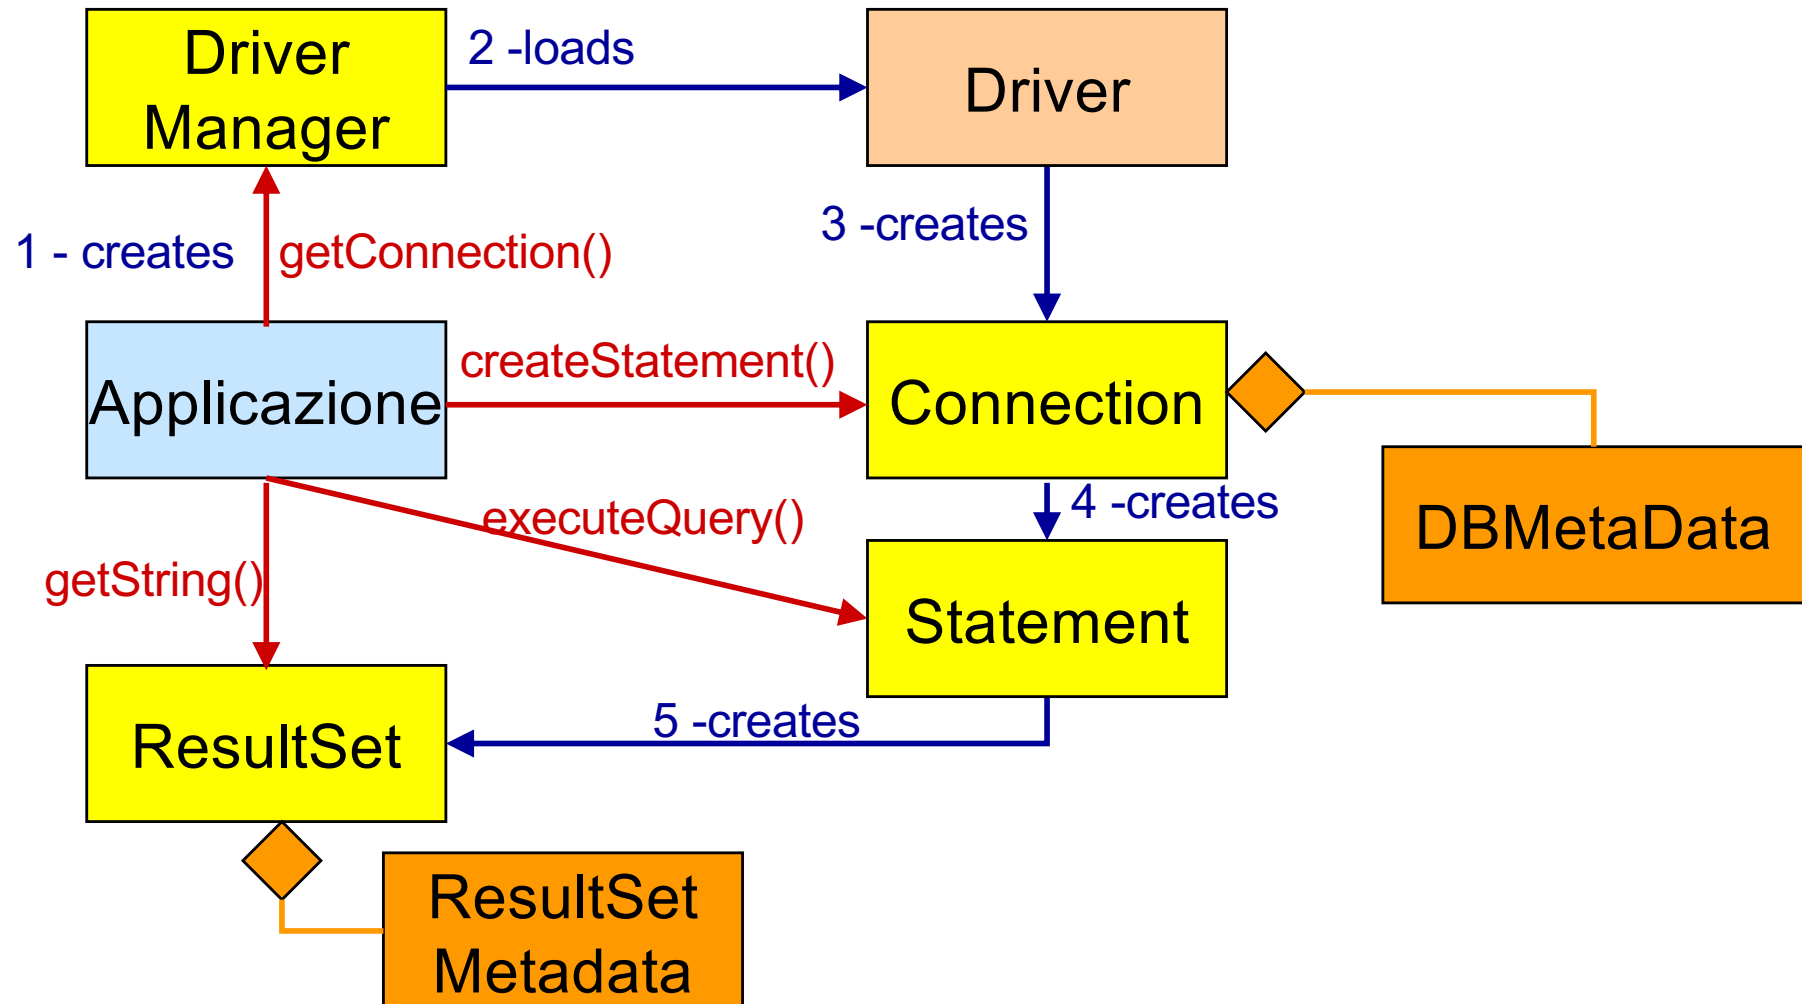 Driver
Manager
2 -loads
Driver
1 - creates
getConnection()
3 -creates
Applicazione
createStatement()
Connection
executeQuery()
4 -creates
DBMetaData
getString()
Statement
ResultSet
5 -creates
ResultSet
Metadata